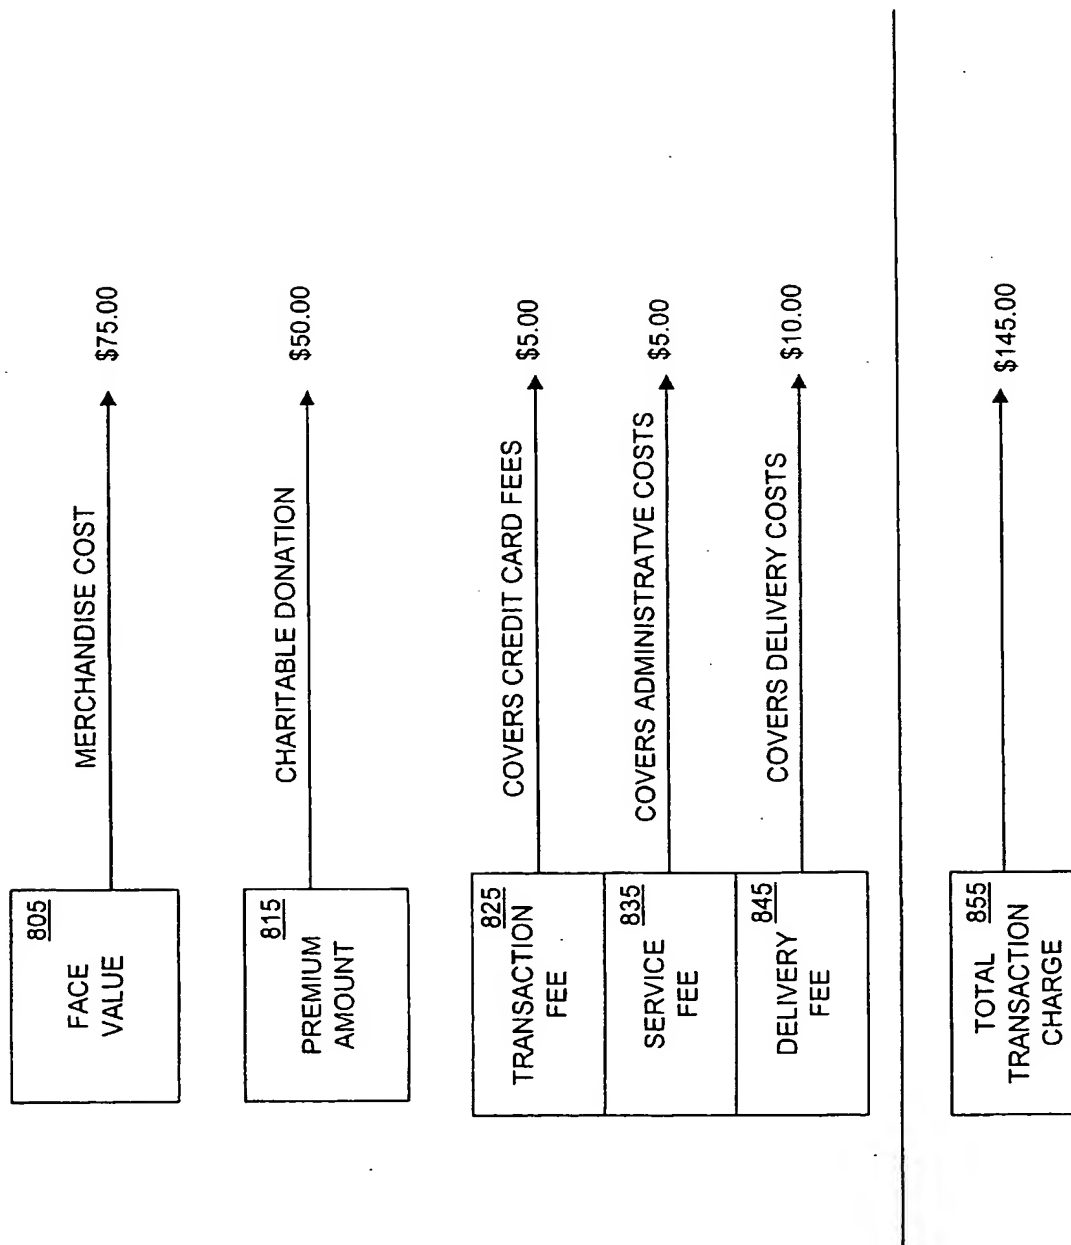 805
FACE
VALUE
MERCHANDISE COST
$75.00
815
PREMIUM
AMOUNT
CHARITABLE DONATION
$50.00
825
TRANSACTION
FEE
COVERS CREDIT CARD FEES
$5.00
835
SERVICE
FEE
COVERS ADMINISTRATVE COSTS
$5.00
845
DELIVERY
FEE
COVERS DELIVERY COSTS
$10.00
855
TOTAL
TRANSACTION
CHARGE
$145.00